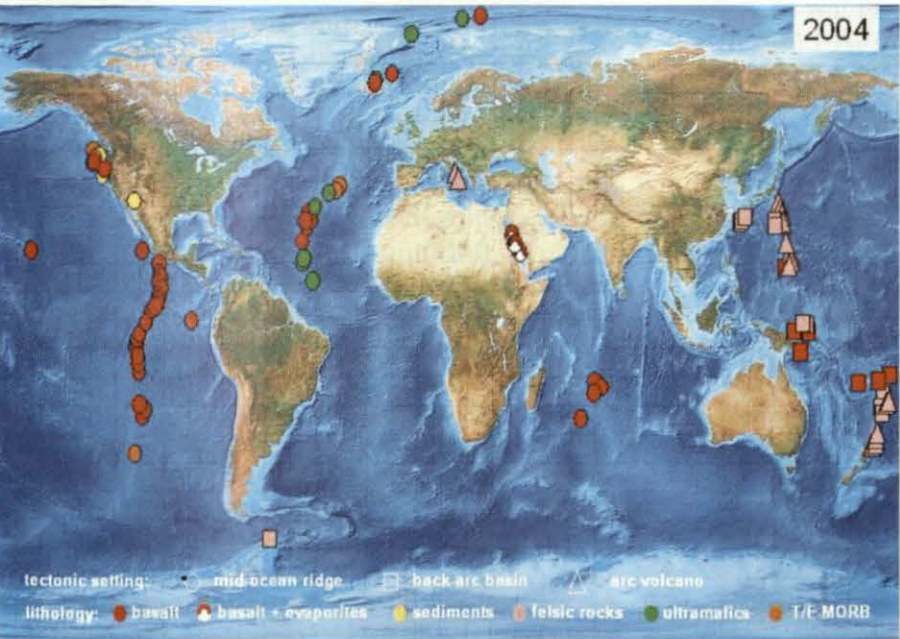 2004
tectonic setting: mid ocean ridge back arc basin arc volcano
lithology: basalt basalt + evaporites sediments felsic rocks ultramafics T/E MORB